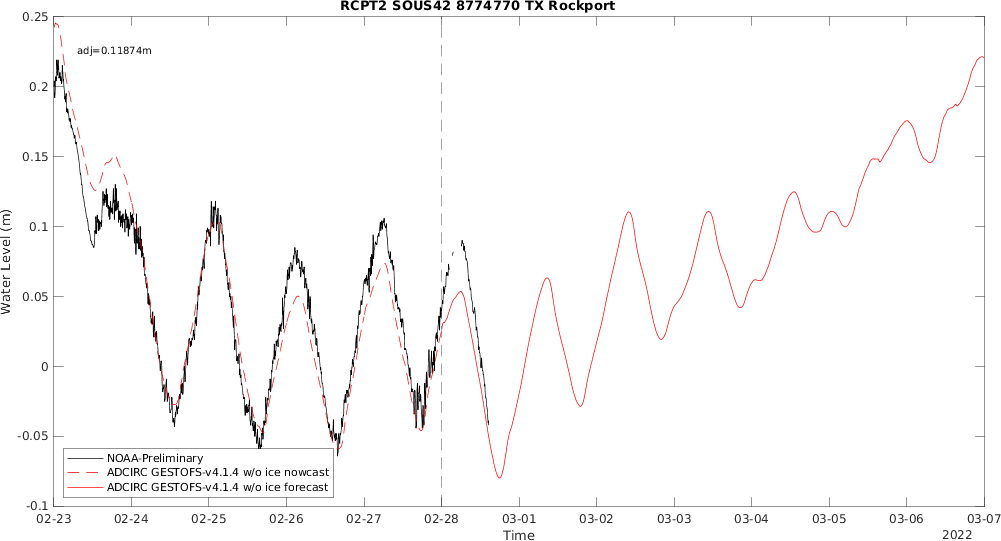 RCPT2 SOUS42 8774770 TX Rockport
adj=0.11874m
0.25
0.2
0.15
0.1
0.05
0
-0.05
-0.1
Water Level (m)
NOAA-Preliminary
ADCIRC GESTOFS-v4.1.4 w/o ice nowcast
ADCIRC GESTOFS-v4.1.4 w/o ice forecast
02-23 02-24 02-25 02-26 02-27 02-28 03-01 03-02 03-03 03-04 03-05 03-06 03-07
Time
2022